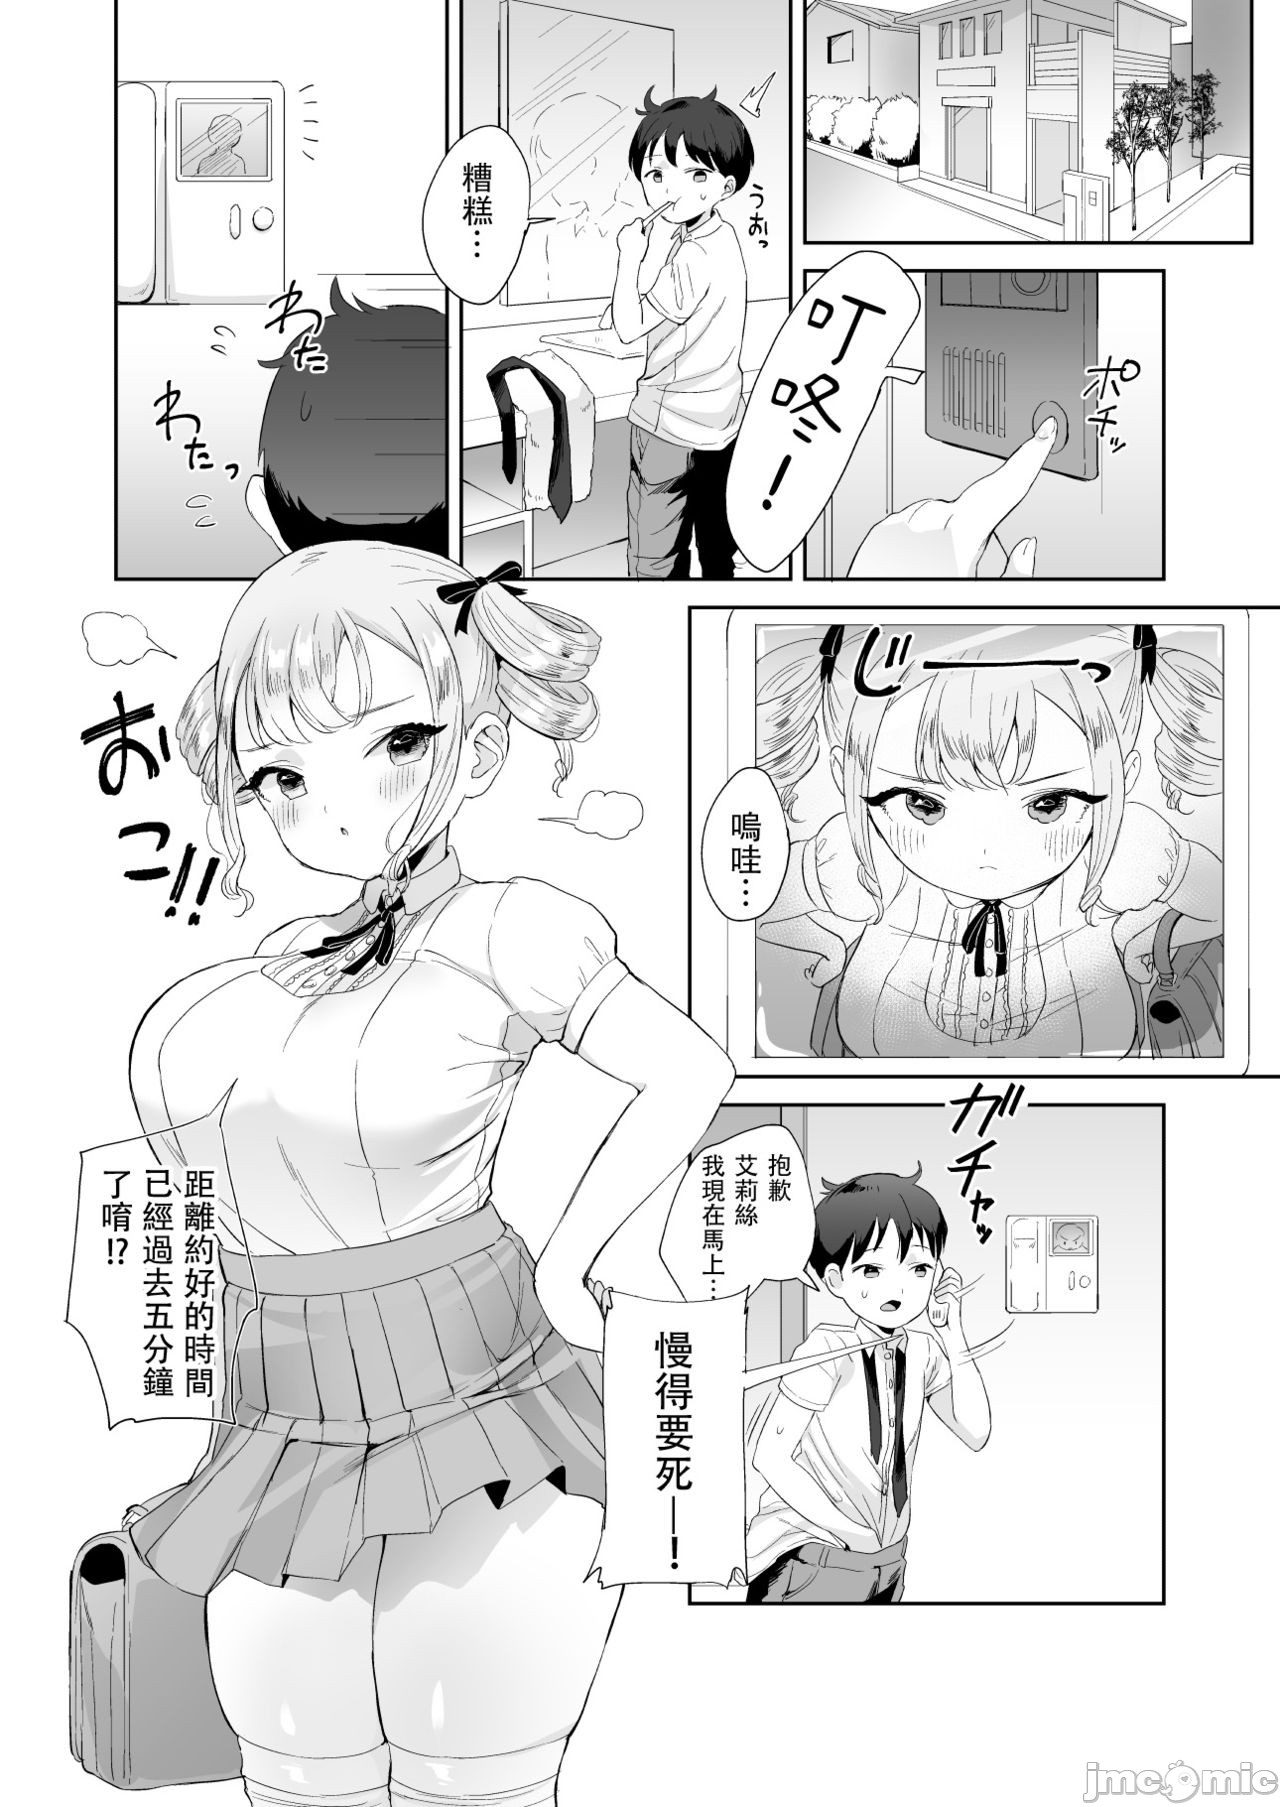 ポチッ
叮咚！
うおっ
糟糕…
わた
わたっ
じーーっ
嗚哇…
おこ!!
距離約好的時間
已經過去五分鐘
了唷!?
ガチャッ
抱歉
艾莉絲
我現在馬上…
慢得要死—！
jmcomic